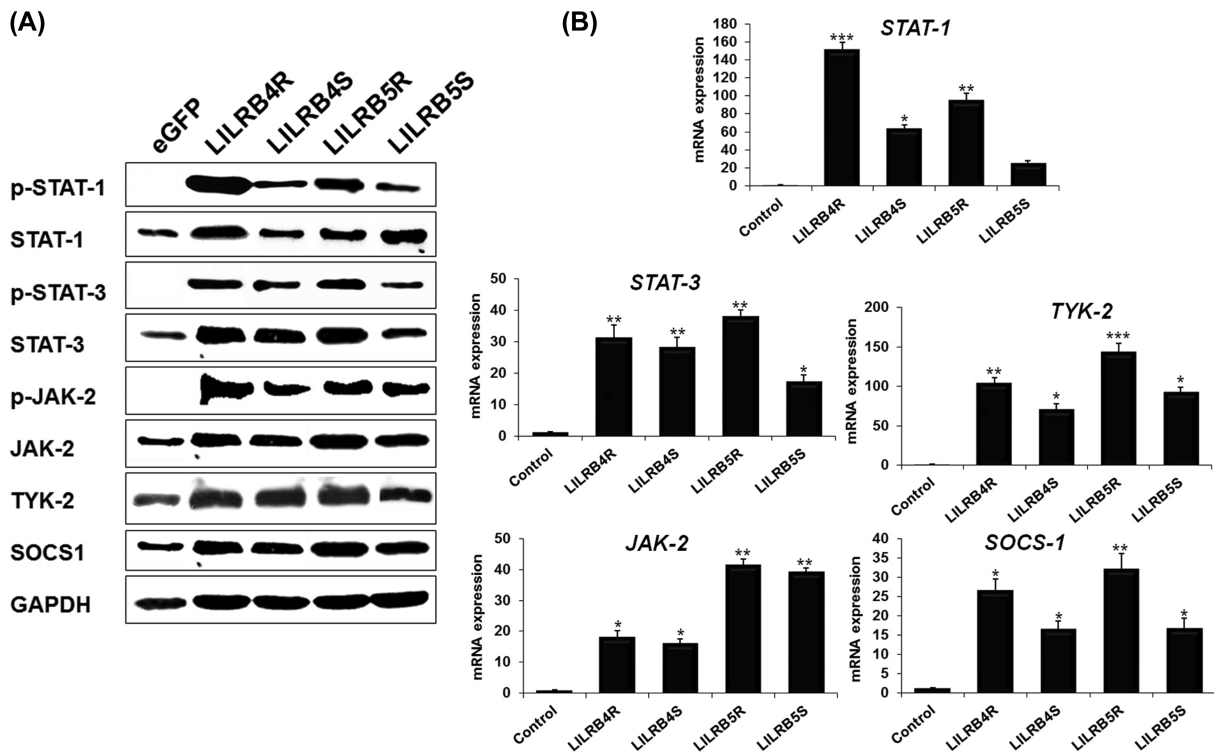 (A)
eGFP
LILRB4R
LILRB4S
LILRB5R
LILRB5S
p-STAT-1
STAT-1
p-STAT-3
STAT-3
p-JAK-2
JAK-2
TYK-2
SOCS1
GAPDH
(B)
STAT-1
mRNA expression
180
160
140
120
100
80
60
40
20
0
***
*
**
Control
LILRB4R
LILRB4S
LILRB5R
LILRB5S
STAT-3
mRNA expression
50
40
30
20
10
0
**
**
**
*
Control
LILRB4R
LILRB4S
LILRB5R
LILRB5S
TYK-2
mRNA expression
200
150
100
50
0
**
*
***
*
Control
LILRB4R
LILRB4S
LILRB5R
LILRB5S
JAK-2
mRNA expression
50
40
30
20
10
0
*
*
**
**
Control
LILRB4R
LILRB4S
LILRB5R
LILRB5S
SOCS-1
mRNA expression
40
35
30
25
20
15
10
5
0
*
*
**
*
Control
LILRB4R
LILRB4S
LILRB5R
LILRB5S